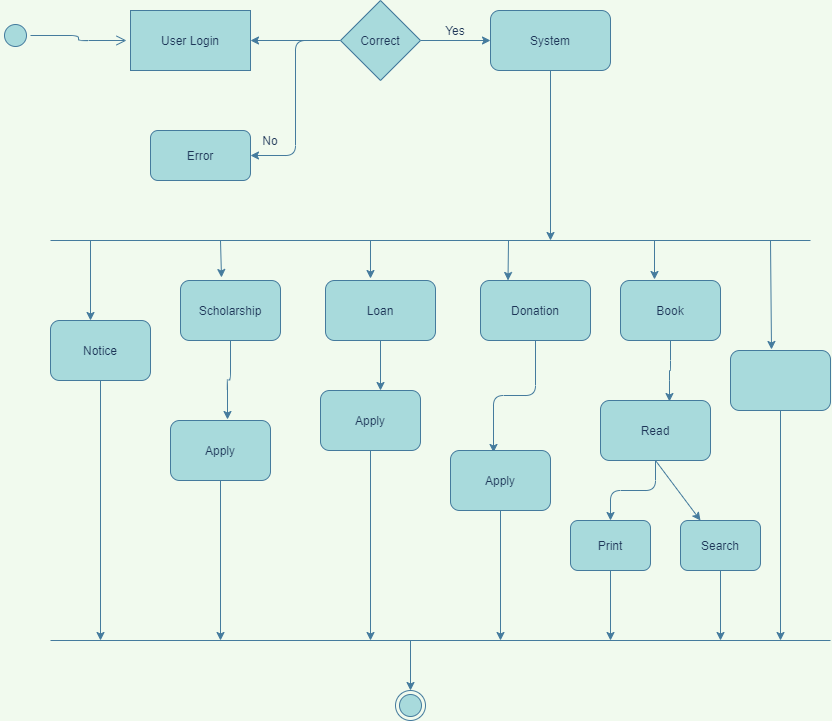 User Login
Correct
Yes
System
No
Error
Scholarship
Loan
Donation
Book
Notice
Apply
Apply
Read
Apply
Print
Search